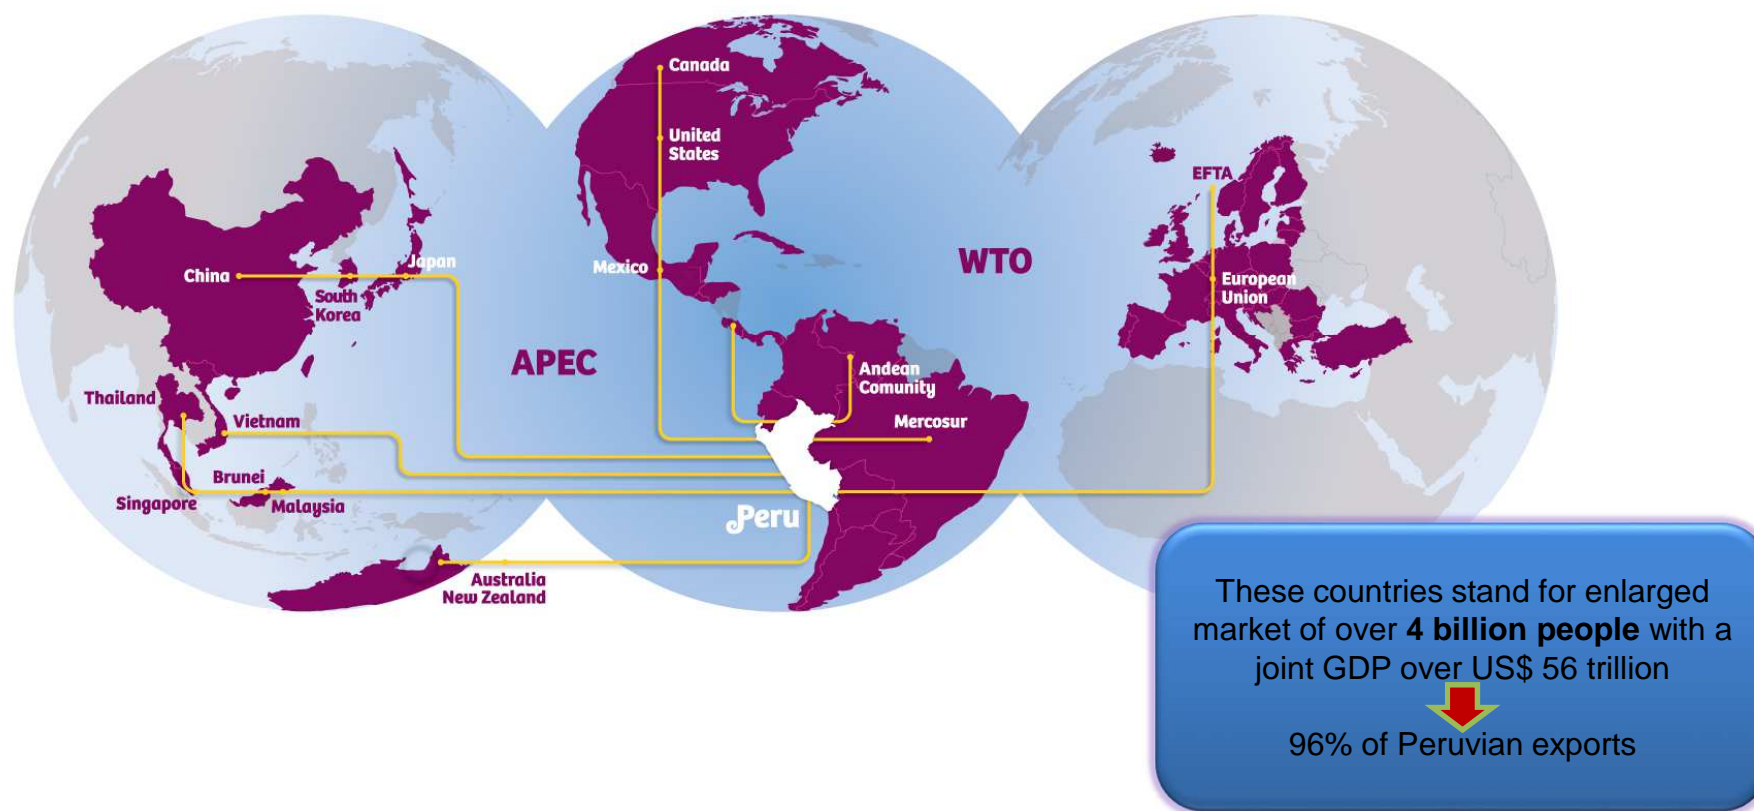 Canada
United
States
Mexico
China
Japan
South
Korea
APEC
WTO
EFTA
European
Union
Thailand
Vietnam
Brunei
Singapore
Malaysia
Andean
Comunity
Mercosur
Peru
Australia
New Zealand
These countries stand for enlarged
market of over 4 billion people with a
joint GDP over US$ 56 trillion
96% of Peruvian exports